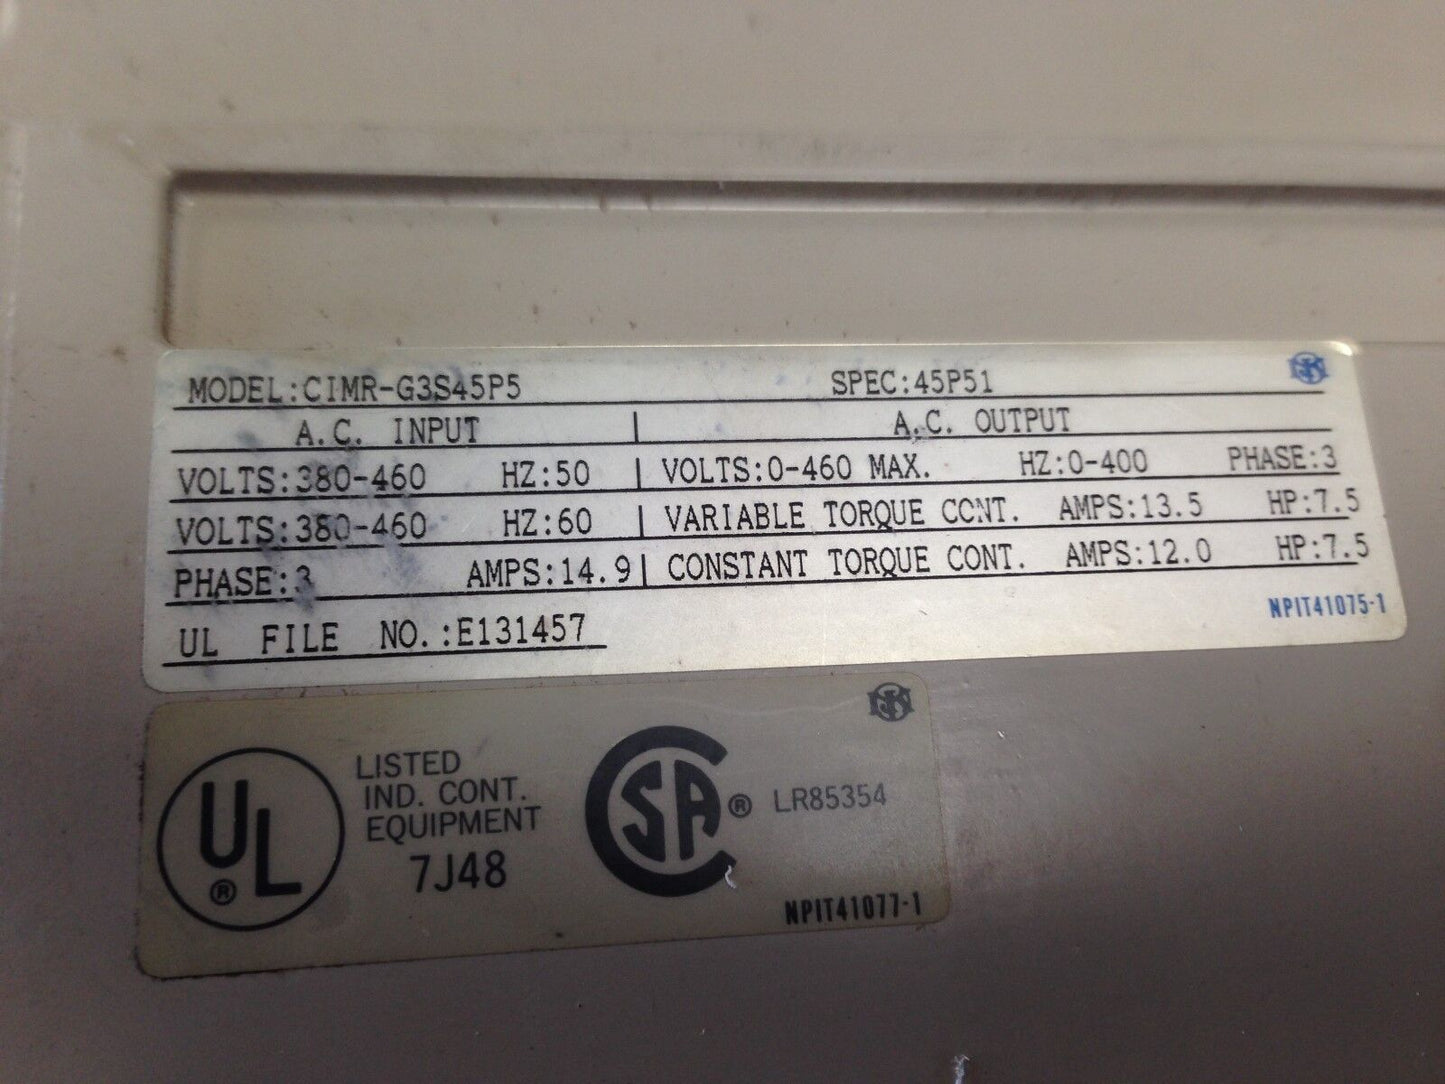 MODEL:CIMR-G3S45P5 SPEC:45P51
A.C. INPUT A.C. OUTPUT
VOLTS:380-460 HZ:50 VOLTS:0-460 MAX. HZ:0-400 PHASE:3
VOLTS:380-460 HZ:60 VARIABLE TORQUE CONT. AMPS:13.5 HP:7.5
PHASE:3 AMPS:14.9 CONSTANT TORQUE CONT. AMPS:12.0 HP:7.5
UL FILE NO.:E131457
NPIT41075-1
UL ®
LISTED
IND. CONT.
EQUIPMENT
7J48
CSA ® LR85354
NPIT41077-1